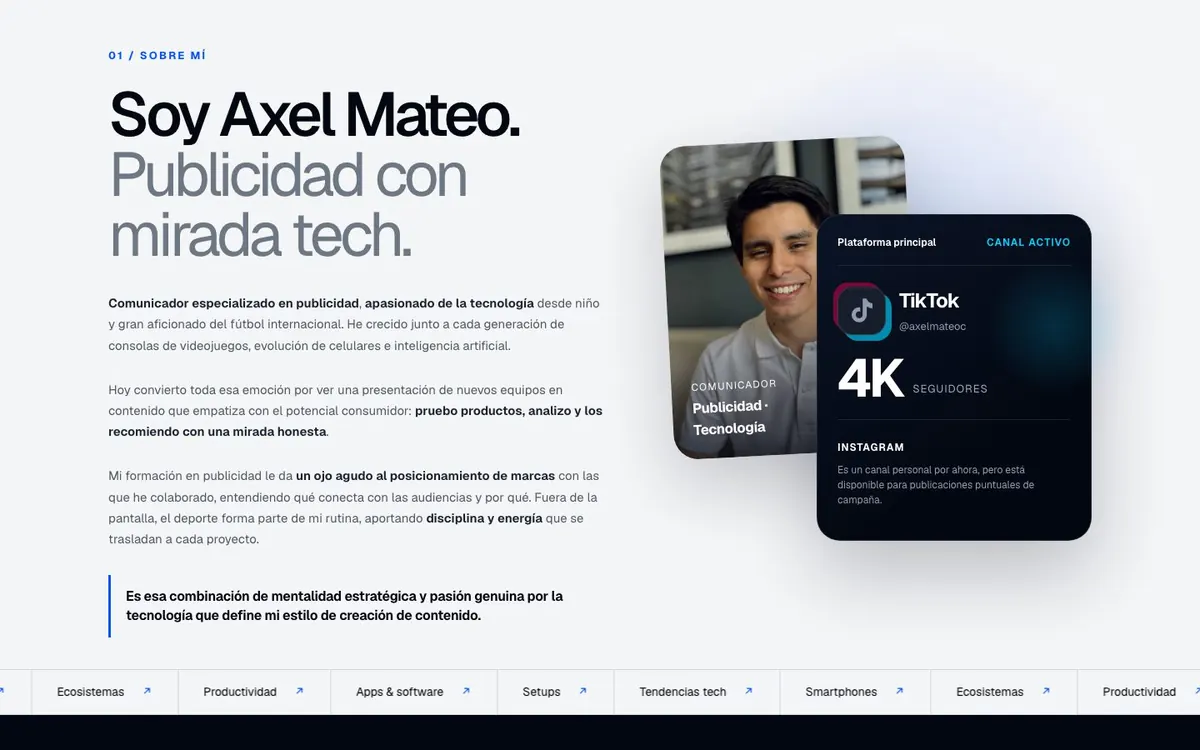 01 / SOBRE MÍ
Soy Axel Mateo.
Publicidad con
mirada tech.
Comunicador especializado en publicidad, apasionado de la tecnología desde niño
y gran aficionado del fútbol internacional. He crecido junto a cada generación de
consolas de videojuegos, evolución de celulares e inteligencia artificial.
Hoy convierto toda esa emoción por ver una presentación de nuevos equipos en
contenido que empatiza con el potencial consumidor: pruebo productos, analizo y los
recomiendo con una mirada honesta.
Mi formación en publicidad le da un ojo agudo al posicionamiento de marcas con las
que he colaborado, entendiendo qué conecta con las audiencias y por qué. Fuera de la
pantalla, el deporte forma parte de mi rutina, aportando disciplina y energía que se
trasladan a cada proyecto.
Es esa combinación de mentalidad estratégica y pasión genuina por la
tecnología que define mi estilo de creación de contenido.
COMUNICADOR
Publicidad ·
Tecnología
Plataforma principal
CANAL ACTIVO
TikTok
@axelmateoc
4K SEGUIDORES
INSTAGRAM
Es un canal personal por ahora, pero está
disponible para publicaciones puntuales de
campaña.
Ecosistemas ↗ Productividad ↗ Apps & software ↗ Setups ↗ Tendencias tech ↗ Smartphones ↗ Ecosistemas ↗ Productividad